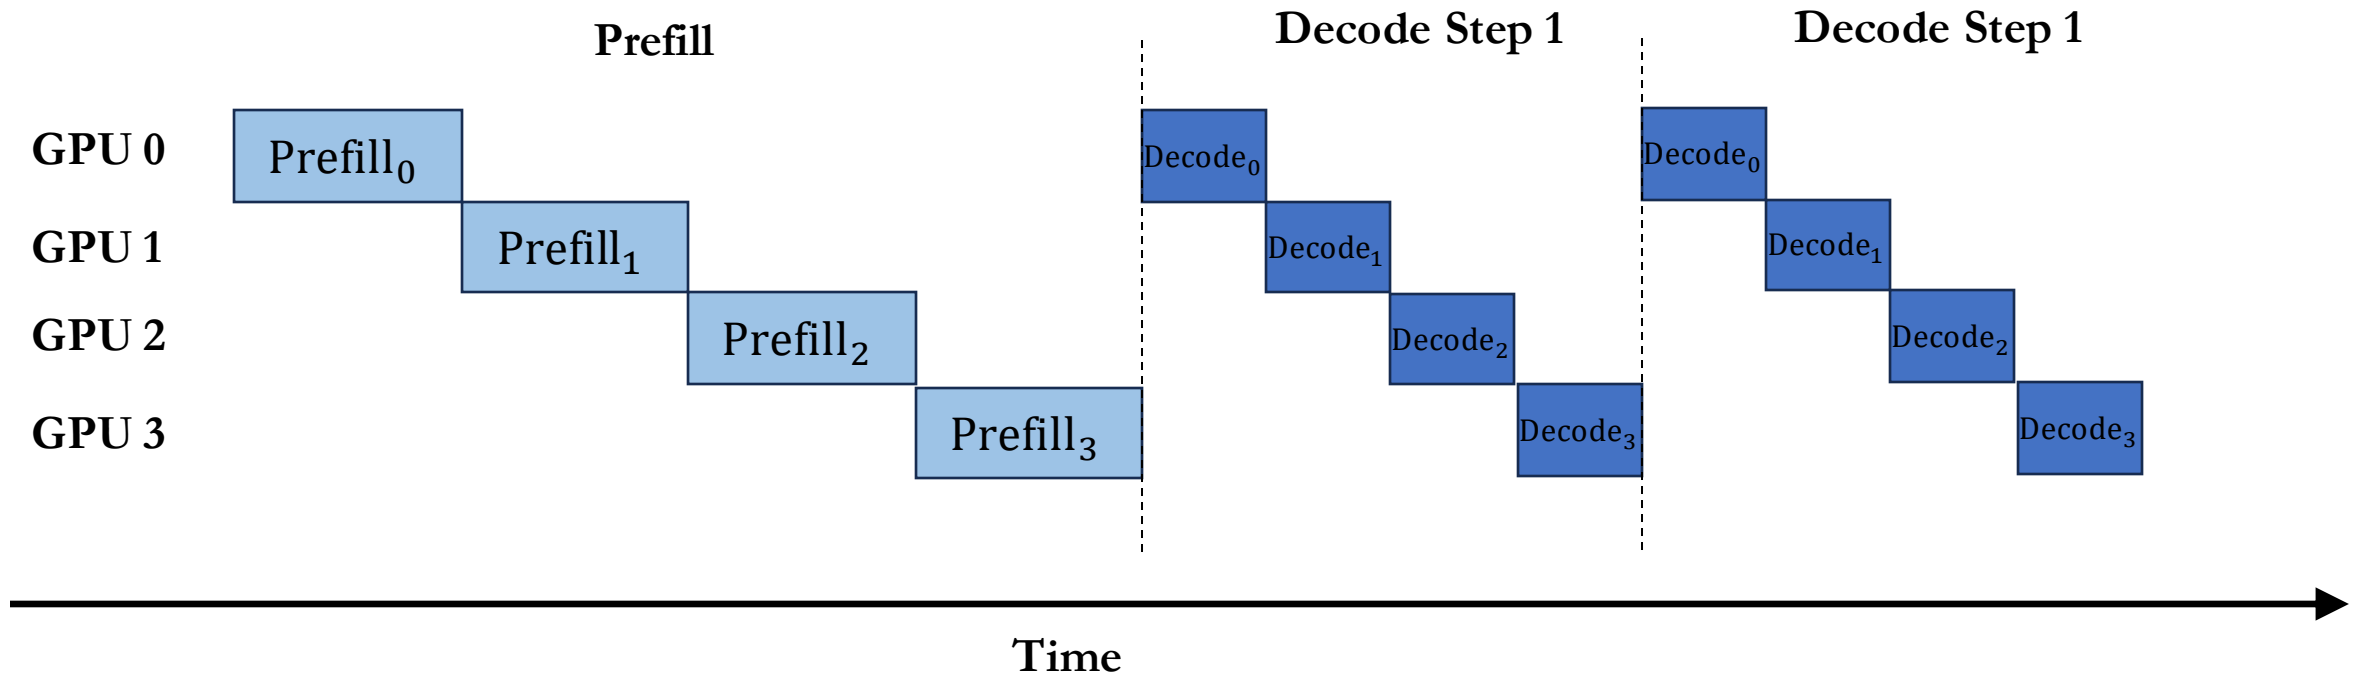 Prefill
Decode Step 1
Decode Step 1
GPU 0
Prefill₀
Decode₀
Decode₀
GPU 1
Prefill₁
Decode₁
Decode₁
GPU 2
Prefill₂
Decode₂
Decode₂
GPU 3
Prefill₃
Decode₃
Decode₃
Time